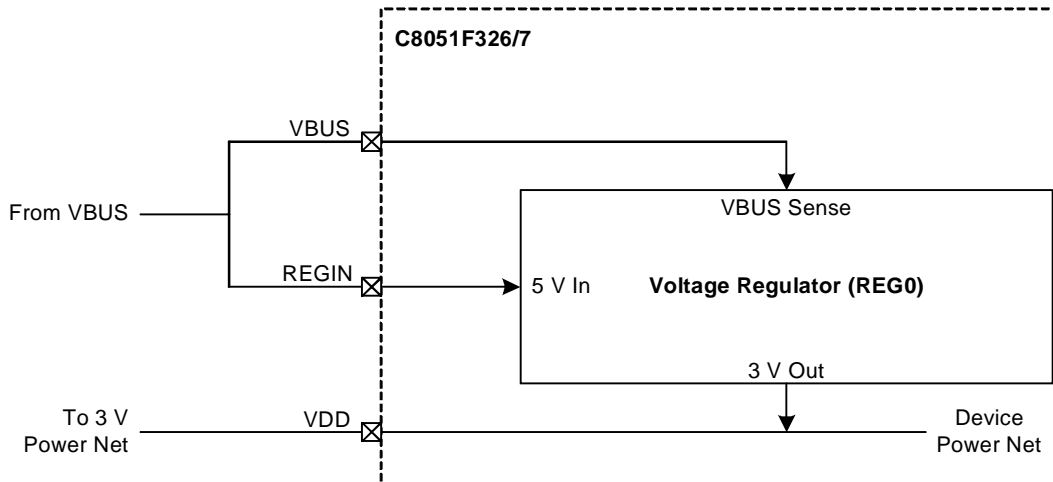 C8051F326/7
VBUS
From VBUS
VBUS Sense
REGIN
5 V In
Voltage Regulator (REG0)
3 V Out
To 3 V
Power Net
VDD
Device
Power Net